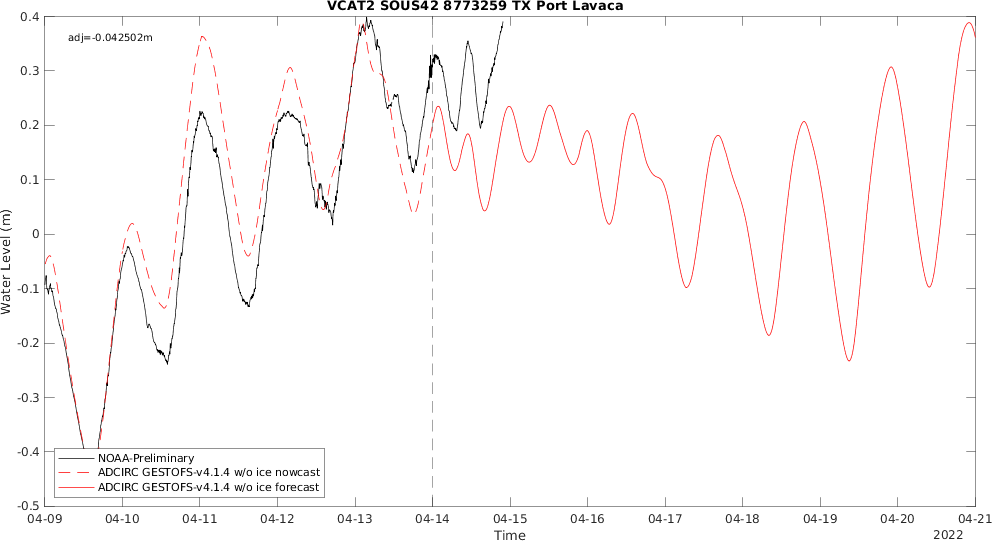 VCAT2 SOUS42 8773259 TX Port Lavaca
adj=-0.042502m
0.4
0.3
0.2
0.1
0
-0.1
-0.2
-0.3
-0.4
-0.5
Water Level (m)
NOAA-Preliminary
ADCIRC GESTOFS-v4.1.4 w/o ice nowcast
ADCIRC GESTOFS-v4.1.4 w/o ice forecast
04-09 04-10 04-11 04-12 04-13 04-14 04-15 04-16 04-17 04-18 04-19 04-20 04-21
Time
2022